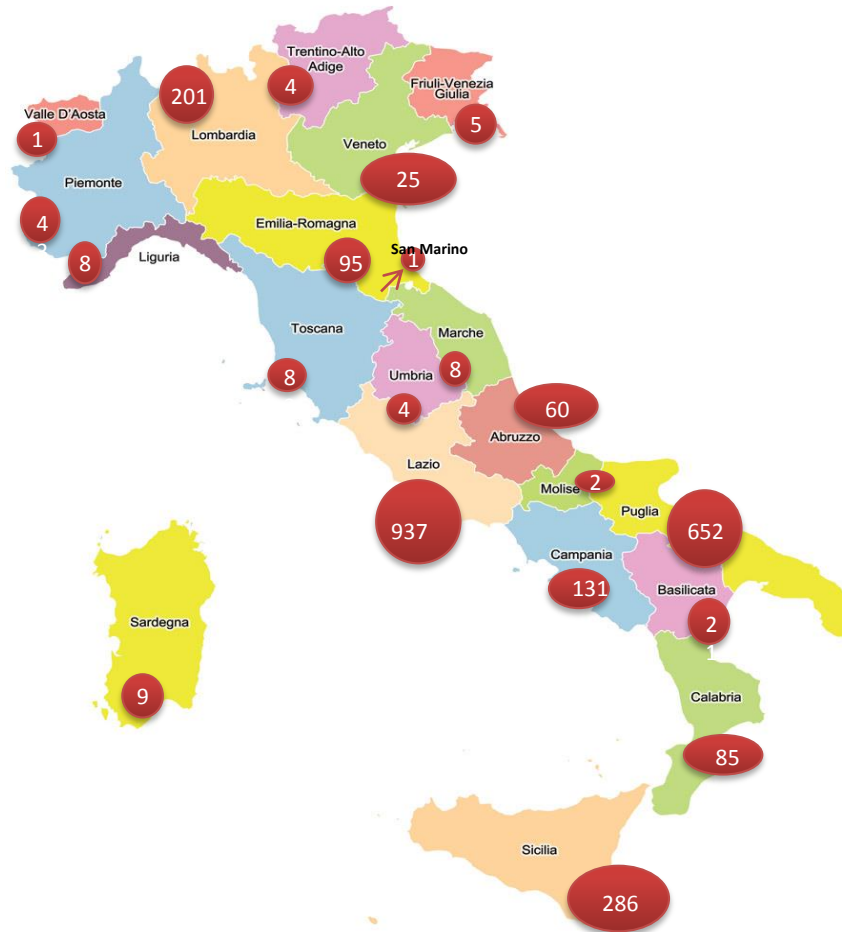 Trentino-Alto
Adige
4
201
Friuli-Venezia
Giulia
5
Valle D'Aosta
1
Lombardia
Veneto
25
Piemonte
4
Emilia-Romagna
95
San Marino
1
Liguria
8
Toscana
8
Marche
8
Umbria
4
60
Abruzzo
Lazio
937
Molise
2
Puglia
652
Campania
131
Basilicata
2
1
Sardegna
9
Calabria
85
Sicilia
286